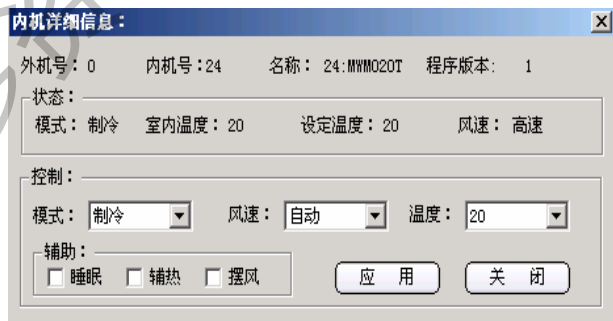 内机详细信息：
外机号：0 内机号：24 名称：24:MWM020T 程序版本: 1
状态：
模式：制冷 室内温度：20 设定温度：20 风速：高速
控制：
模式：制冷 风速：自动 温度：20
辅助：
睡眠 辅热 摆风 应 用 关 闭